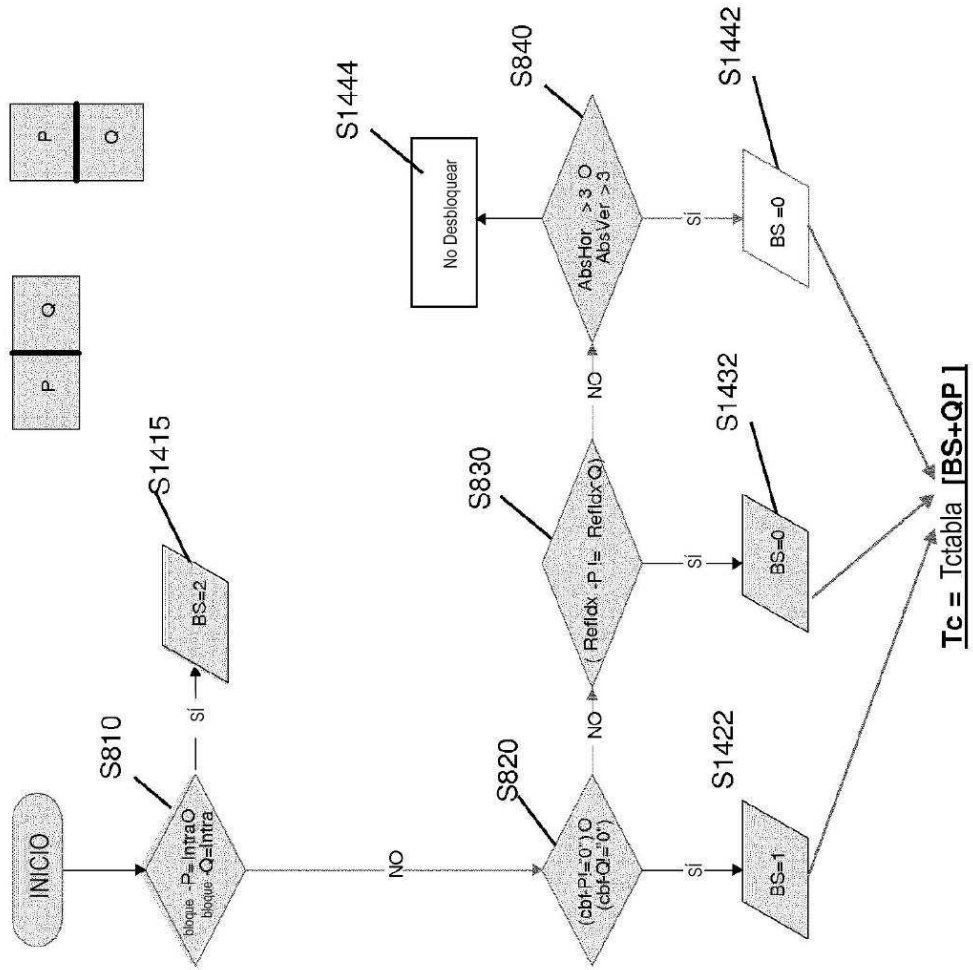 INICIO
P
Q
P
Q
S810
bloque -P=IntraO
bloque -Q=Intra
SÍ
S1415
BS=2
NO
S820
(cbf-P!=0") O
(cbf-Q!="0")
NO
S830
( RefIdx -P != RefIdxQ)
NO
S840
AbsHor >3 O
AbsVer >3
S1444
No Desbloquear
SÍ
S1422
BS=1
SÍ
S1432
BS=0
SÍ
S1442
BS =0
Tc = Tctabla [BS+QP ]